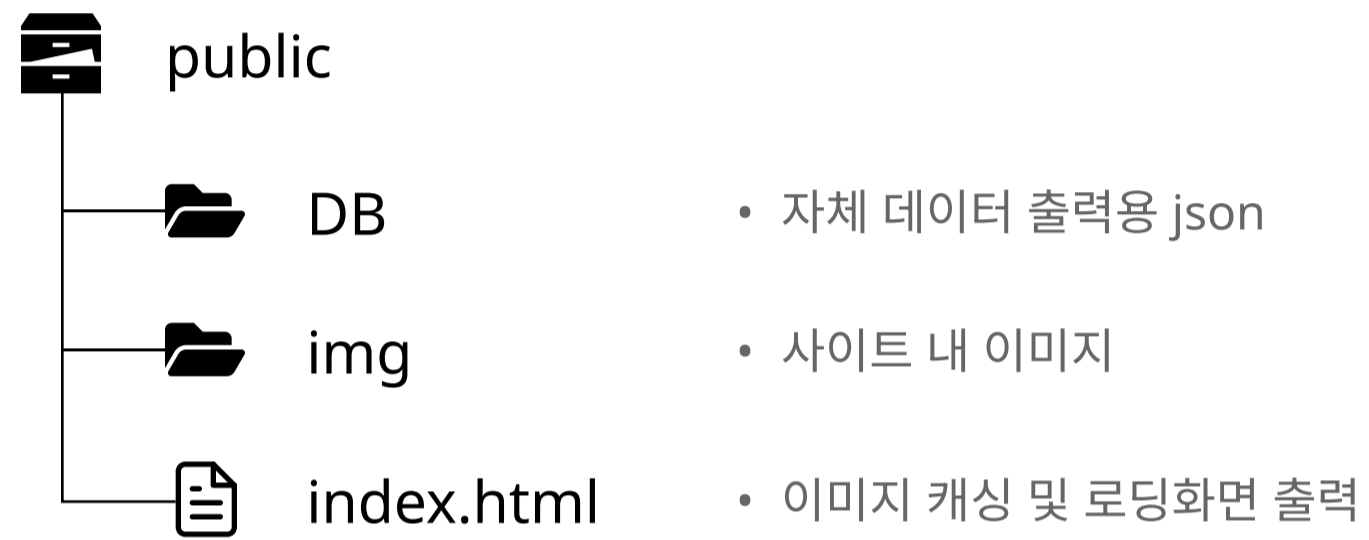 public
DB • 자체 데이터 출력용 json
img • 사이트 내 이미지
index.html • 이미지 캐싱 및 로딩화면 출력